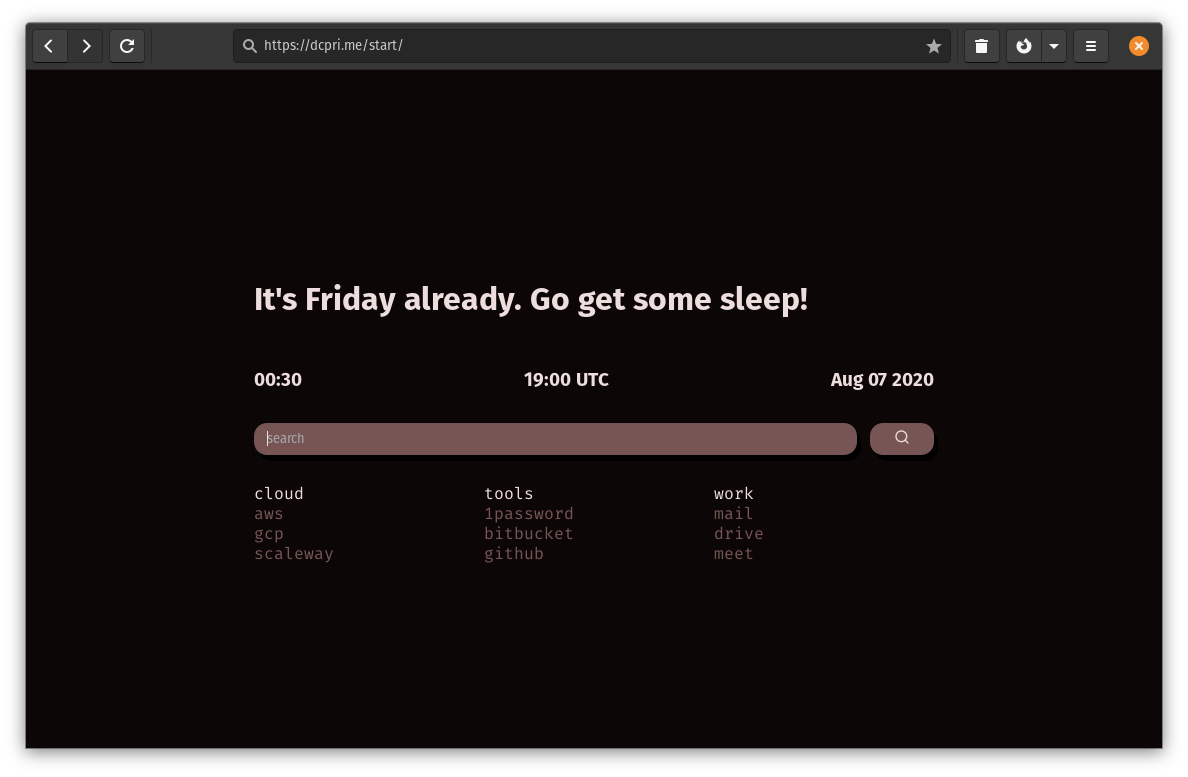 https://dcpri.me/start/
It's Friday already. Go get some sleep!
00:30 19:00 UTC Aug 07 2020
search
cloud tools work
aws 1password mail
gcp bitbucket drive
scaleway github meet